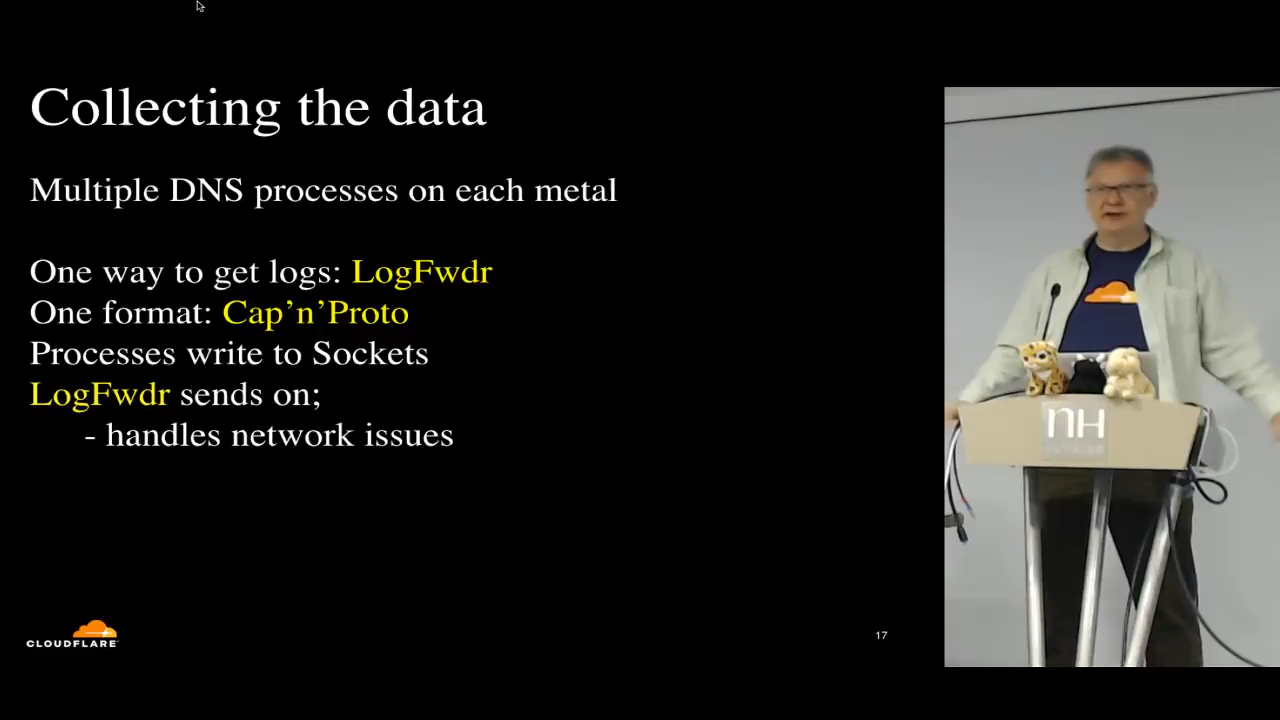 Collecting the data
Multiple DNS processes on each metal
One way to get logs: LogFwdr
One format: Cap’n’Proto
Processes write to Sockets
LogFwdr sends on;
- handles network issues
CLOUDFLARE
17
nH